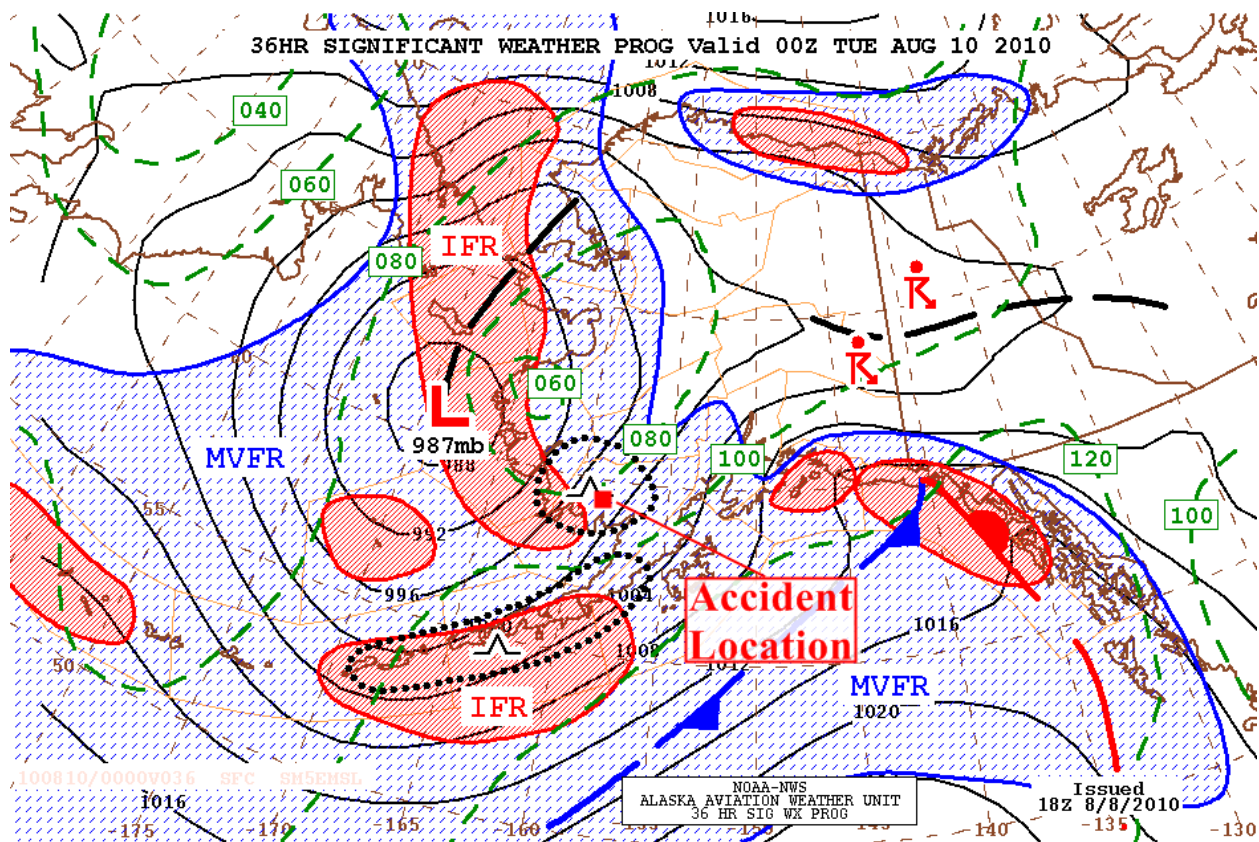 1016
36HR SIGNIFICANT WEATHER PROG Valid 00Z TUE AUG 10 2010
1012
1008
040
060
IFR
080
060
L
987mb
988
080
100
120
100
MVFR
55
992
996
1004
Accident
Location
1016
50
1008
1012
IFR
MVFR
1020
100810/0000V036 SFC SM5EMSL
NOAA-NWS
ALASKA AVIATION WEATHER UNIT
36 HR SIG WX PROG
Issued
18Z 8/8/2010
1016
-175
-170
-165
-160
-155
-145
-140
-135
-130